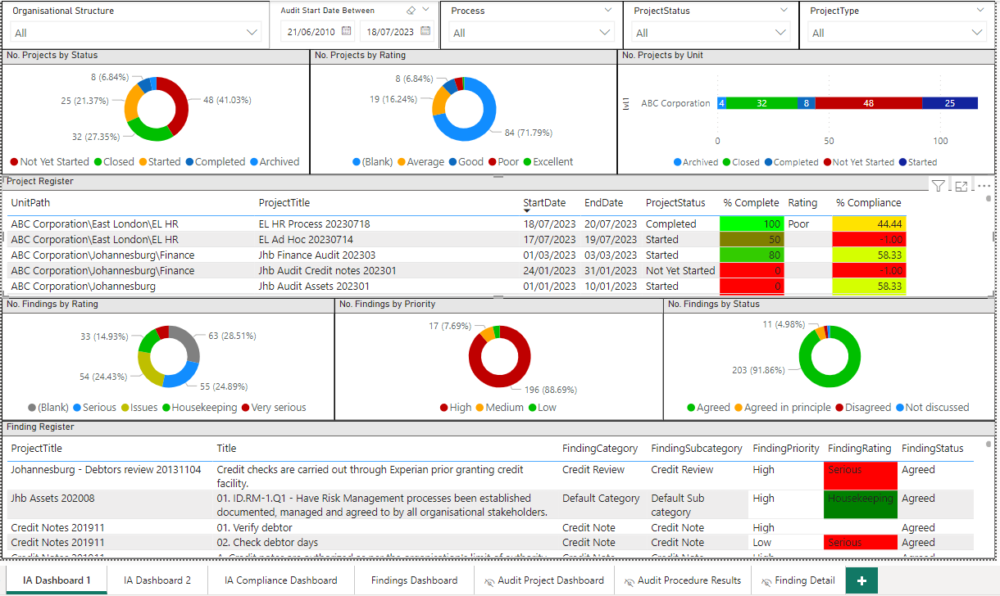 Organisational Structure
All
Audit Start Date Between
21/06/2010 18/07/2023
Process
All
ProjectStatus
All
ProjectType
All
No. Projects by Status
8 (6.84%)
25 (21.37%)
48 (41.03%)
32 (27.35%)
Not Yet Started Closed Started Completed Archived
No. Projects by Rating
8 (6.84%)
19 (16.24%)
84 (71.79%)
(Blank) Average Good Poor Excellent
No. Projects by Unit
lvl1
ABC Corporation 4 32 8 48 25
0 50 100
Archived Closed Completed Not Yet Started Started
Project Register
UnitPath ProjectTitle StartDate EndDate ProjectStatus % Complete Rating % Compliance
ABC Corporation\East London\EL HR EL HR Process 20230718 18/07/2023 20/07/2023 Completed 100 Poor 44.44
ABC Corporation\East London\EL HR EL Ad Hoc 20230714 17/07/2023 19/07/2023 Started 50 -1.00
ABC Corporation\Johannesburg\Finance Jhb Finance Audit 202303 01/03/2023 03/03/2023 Started 80 58.33
ABC Corporation\Johannesburg\Finance Jhb Audit Credit notes 202301 24/01/2023 31/01/2023 Not Yet Started 0 -1.00
ABC Corporation\Johannesburg Jhb Audit Assets 202301 01/01/2023 10/01/2023 Started 0 58.33
No. Findings by Rating
33 (14.93%)
63 (28.51%)
54 (24.43%)
55 (24.89%)
(Blank) Serious Issues Housekeeping Very serious
No. Findings by Priority
17 (7.69%)
196 (88.69%)
High Medium Low
No. Findings by Status
11 (4.98%)
203 (91.86%)
Agreed Agreed in principle Disagreed Not discussed
Finding Register
ProjectTitle Title FindingCategory FindingSubcategory FindingPriority FindingRating FindingStatus
Johannesburg - Debtors review 20131104 Credit checks are carried out through Experian prior granting credit Credit Review Credit Review High Serious Agreed
facility.
Jhb Assets 202008 01. ID.RM-1.Q1 - Have Risk Management processes been established Default Category Default Sub High Housekeeping Agreed
documented, managed and agreed to by all organisational stakeholders. category
Credit Notes 201911 01. Verify debtor Credit Note Credit Note High Agreed
Credit Notes 201911 02. Check debtor days Credit Note Credit Note Low Serious Agreed
IA Dashboard 1 IA Dashboard 2 IA Compliance Dashboard Findings Dashboard Audit Project Dashboard Audit Procedure Results Finding Detail +